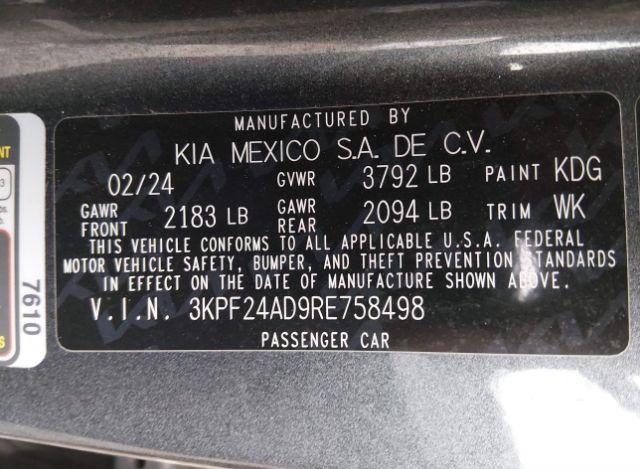 MANUFACTURED BY
KIA MEXICO S.A. DE C.V.
02/24 GVWR 3792 LB PAINT KDG
GAWR FRONT 2183 LB GAWR REAR 2094 LB TRIM WK
THIS VEHICLE CONFORMS TO ALL APPLICABLE U.S.A. FEDERAL
MOTOR VEHICLE SAFETY, BUMPER, AND THEFT PREVENTION STANDARDS
IN EFFECT ON THE DATE OF MANUFACTURE SHOWN ABOVE.
V.I.N. 3KPF24AD9RE758498
PASSENGER CAR
7610